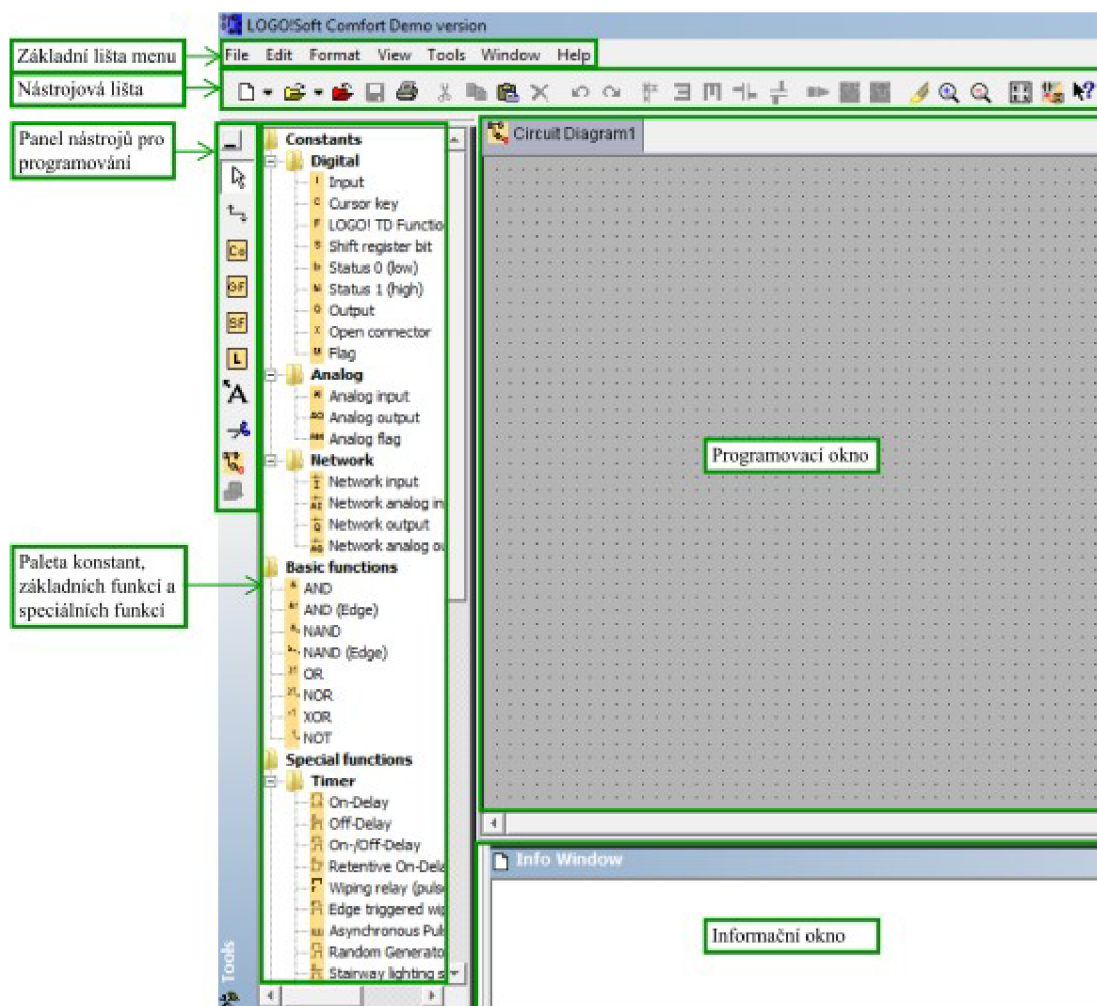 LOGO!Soft Comfort Demo version
Základní lišta menu
File Edit Format View Tools Window Help
Nástrojová lišta
Panel nástrojů pro
programování
Constants
Digital
Input
Cursor key
LOGO! TD Functio
Shift register bit
Status 0 (low)
Status 1 (high)
Output
Open connector
Flag
Analog
Analog input
Analog output
Analog flag
Network
Network input
Network analog in
Network output
Network analog ou
Basic functions
AND
AND (Edge)
NAND
NAND (Edge)
OR
NOR
XOR
NOT
Special functions
Timer
On-Delay
Off-Delay
On-/Off-Delay
Retentive On-Dela
Wiping relay (puls
Edge triggered wip
Asynchronous Puls
Random Generato
Stairway lighting s
Co
GF
SF
L
A
Paleta konstant,
základních funkcí a
speciálních funkcí
Tools
Circuit Diagram1
Programovací okno
Info Window
Informační okno